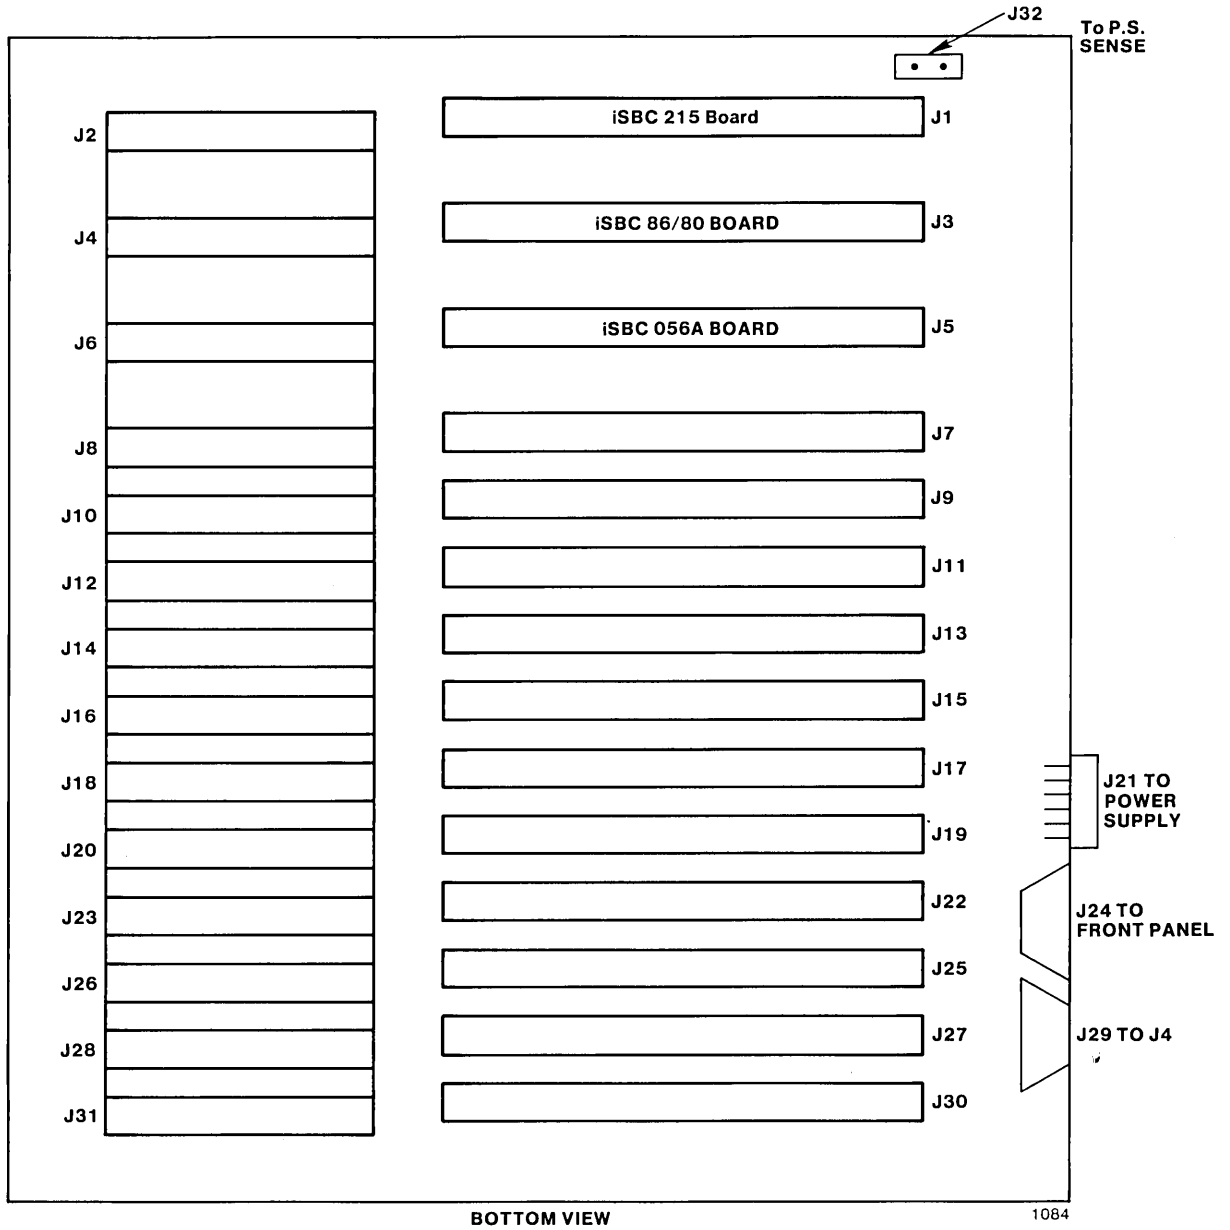 J32
To P.S.
SENSE
iSBC 215 Board
J1
J2
iSBC 86/80 BOARD
J3
J4
iSBC 056A BOARD
J5
J6
J7
J8
J9
J10
J11
J12
J13
J14
J15
J16
J17
J18
J21 TO
POWER
SUPPLY
J19
J20
J22
J23
J24 TO
FRONT PANEL
J25
J26
J27
J28
J29 TO J4
J30
J31
BOTTOM VIEW
1084